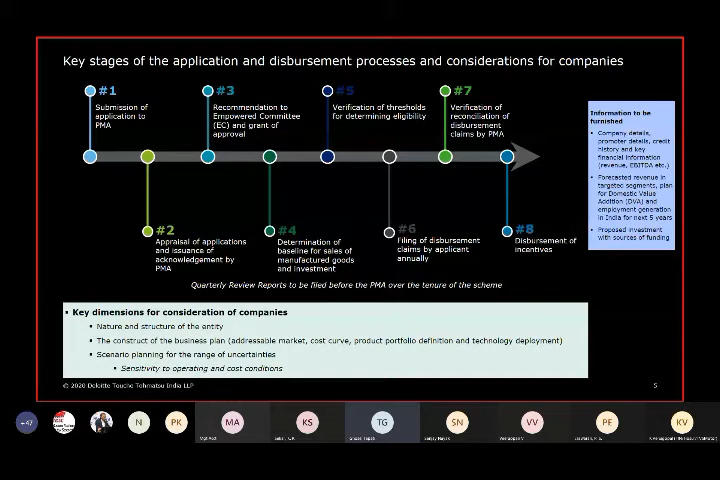 Key stages of the application and disbursement processes and considerations for companies
#1
Submission of
application to
PMA
#3
Recommendation to
Empowered Committee
(EC) and grant of
approval
#5
Verification of thresholds
for determining eligibility
#7
Verification of
reconciliation of
disbursement
claims by PMA
#2
Appraisal of applications
and issuance of
acknowledgement by
PMA
#4
Determination of
baseline for sales of
manufactured goods
and investment
#6
Filing of disbursement
claims by applicant
annually
#8
Disbursement of
incentives
Information to be
furnished
• Company details,
promoter details, credit
history and key
financial information
(revenue, EBITDA etc.)
• Forecasted revenue in
targeted segments, plan
for Domestic Value
Addition (DVA) and
employment generation
in India for next 5 years
• Proposed investment
with sources of funding
Quarterly Review Reports to be filed before the PMA over the tenure of the scheme
▪ Key dimensions for consideration of companies
▪ Nature and structure of the entity
▪ The construct of the business plan (addressable market, cost curve, product portfolio definition and technology deployment)
▪ Scenario planning for the range of uncertainties
▪ Sensitivity to operating and cost conditions
© 2020 Deloitte Touche Tohmatsu India LLP
5
+47
N
PK
MA
KS
TG
SN
VV
PE
KV